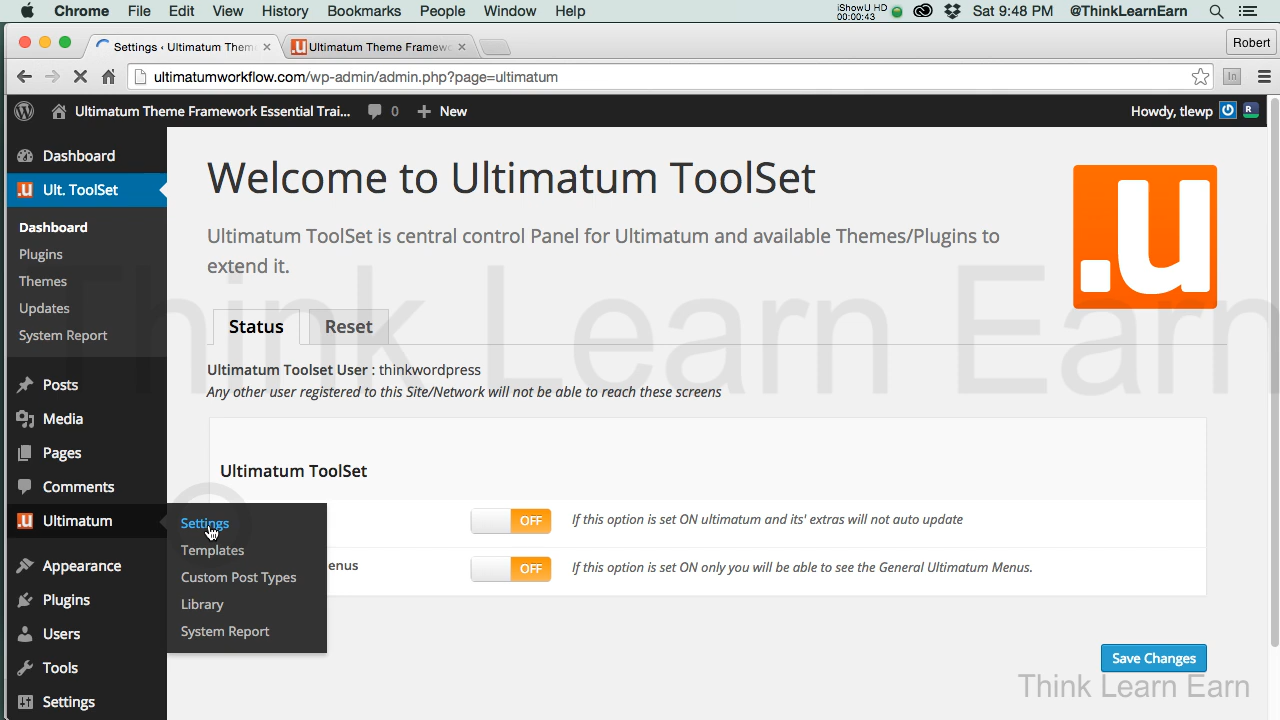 Chrome File Edit View History Bookmarks People Window Help
iShowU HD
00:00:43
Sat 9:48 PM @ThinkLearnEarn
Settings ‹ Ultimatum Them
Ultimatum Theme Framew
Robert
ultimatumworkflow.com/wp-admin/admin.php?page=ultimatum
Ultimatum Theme Framework Essential Trai... 0 + New
Howdy, tlewp
Dashboard
Ult. ToolSet
Dashboard
Plugins
Themes
Updates
System Report
Posts
Media
Pages
Comments
Ultimatum
Appearance
Plugins
Users
Tools
Settings
Settings
Templates
Custom Post Types
Library
System Report
Welcome to Ultimatum ToolSet
Ultimatum ToolSet is central control Panel for Ultimatum and available Themes/Plugins to
extend it.
.u
Status Reset
Ultimatum Toolset User : thinkwordpress
Any other user registered to this Site/Network will not be able to reach these screens
Ultimatum ToolSet
OFF If this option is set ON ultimatum and its' extras will not auto update
enus OFF If this option is set ON only you will be able to see the General Ultimatum Menus.
Save Changes
Think Learn Earn
Think Learn Earn